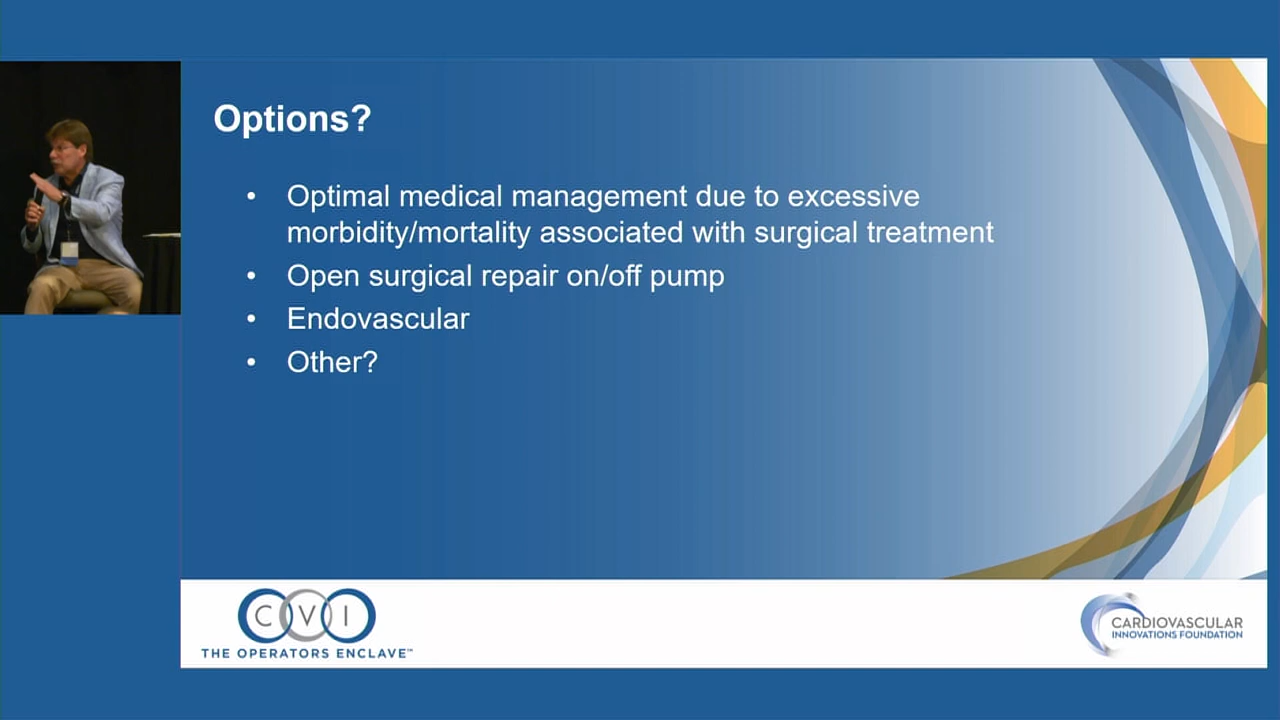 Options?
• Optimal medical management due to excessive
morbidity/mortality associated with surgical treatment
• Open surgical repair on/off pump
• Endovascular
• Other?
CVI
THE OPERATORS ENCLAVE™
CARDIOVASCULAR
INNOVATIONS FOUNDATION